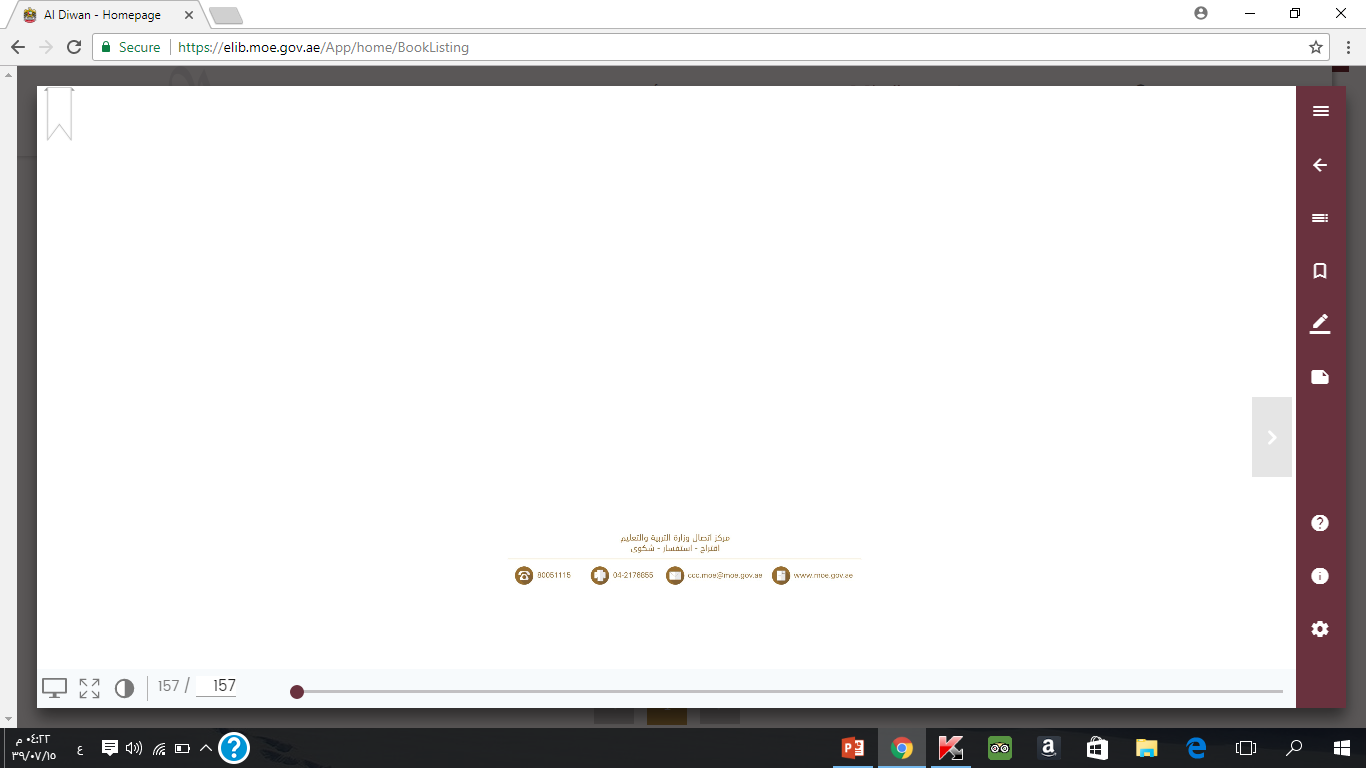 Al Diwan - Homepage
Secure
https://elib.moe.gov.ae/App/home/BookListing
مركز اتصال وزارة التربية والتعليم
اقتراح - استفسار - شكوى
80051115
04-2176855
ccc.moe@moe.gov.ae
www.moe.gov.ae
157 / 157
٠٤:٢٢ م
٣٩/٠٧/١٥
ع